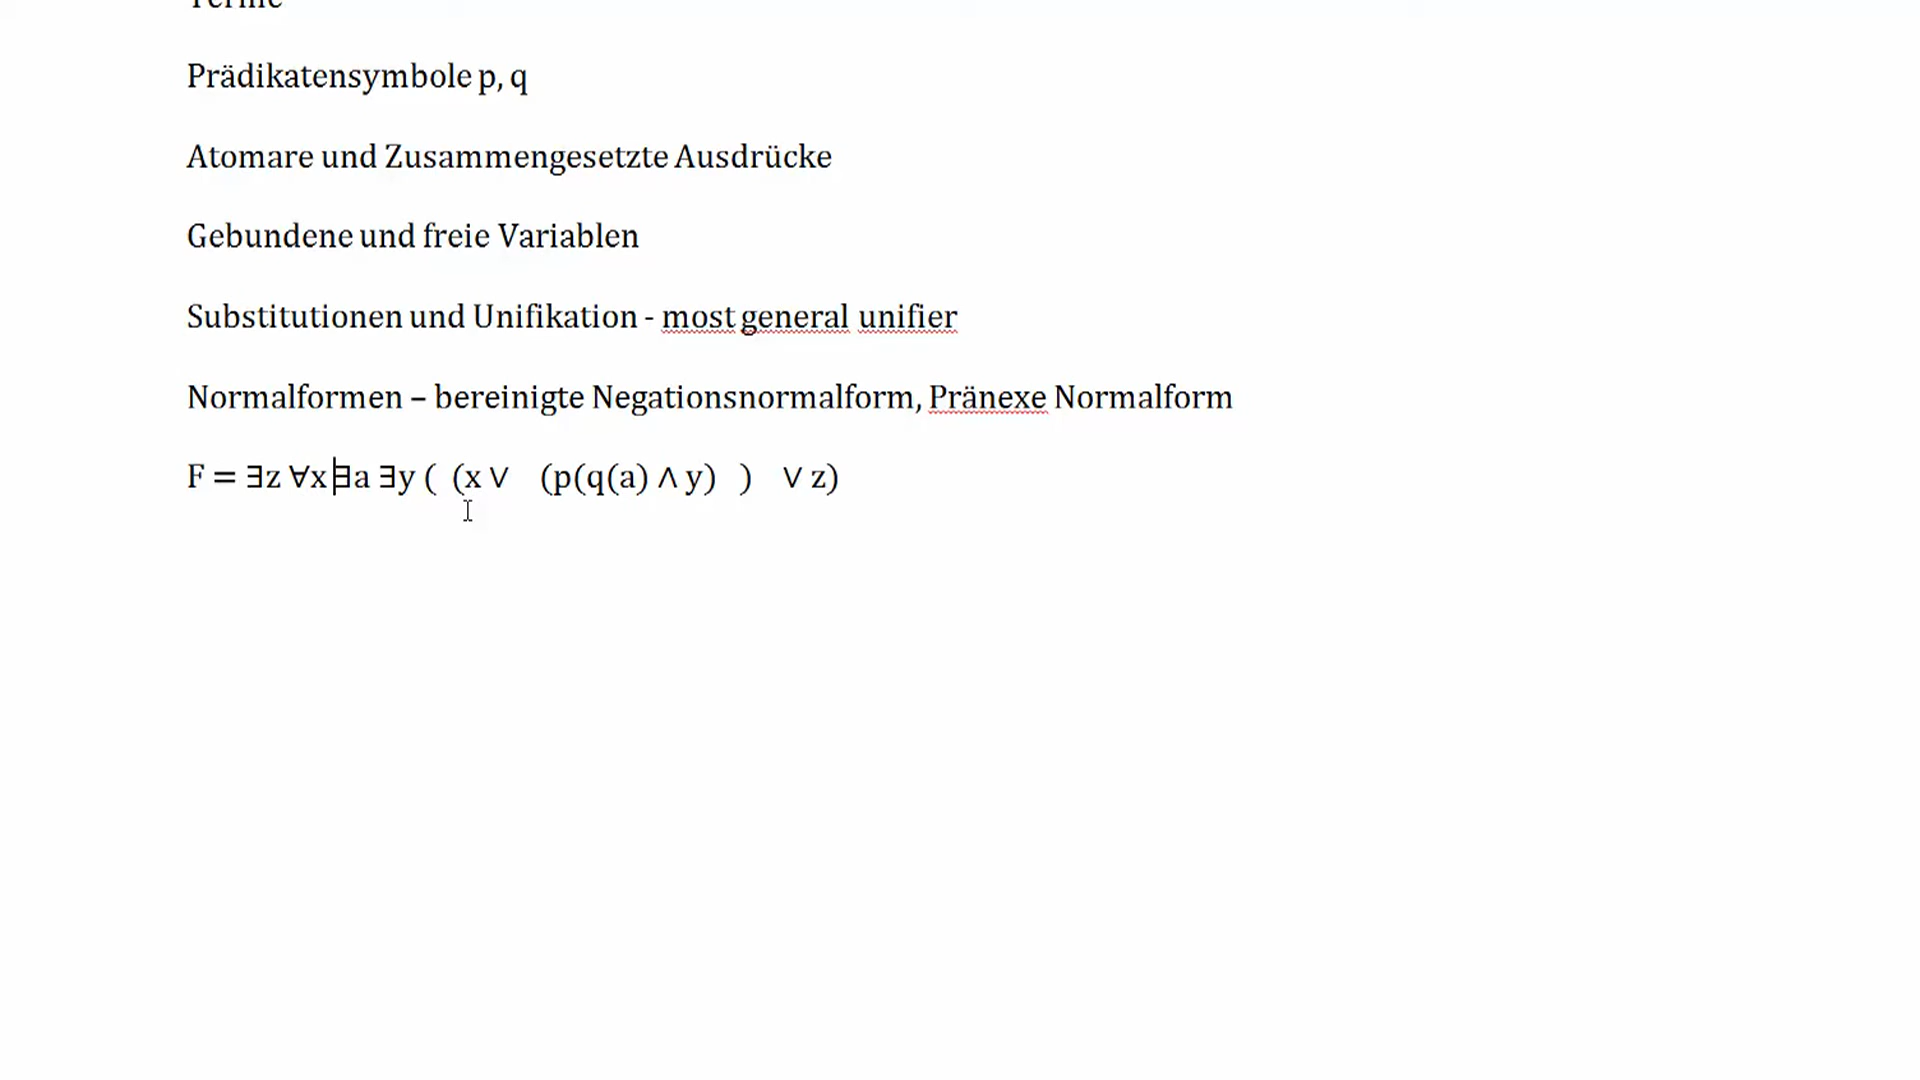 Terme
Prädikatensymbole p, q
Atomare und Zusammengesetzte Ausdrücke
Gebundene und freie Variablen
Substitutionen und Unifikation - most general unifier
Normalformen – bereinigte Negationsnormalform, Pränexe Normalform
F = ∃z ∀x ∃a ∃y ( (x ∨ (p(q(a) ∧ y) ) ∨ z)